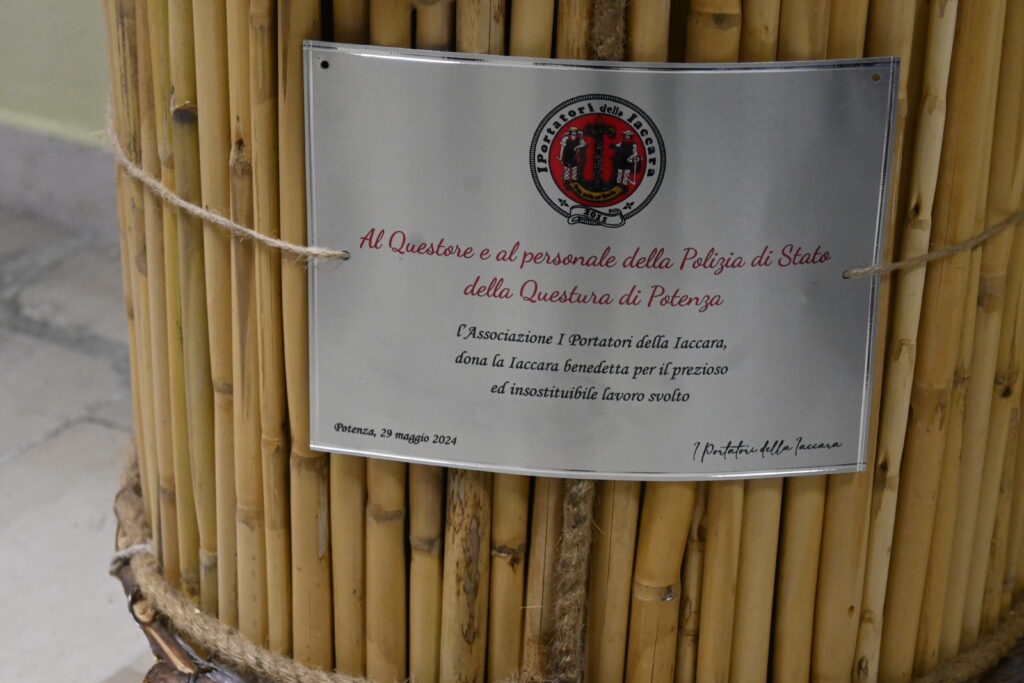 I Portatori della Iaccara
2011
Al Questore e al personale della Polizia di Stato
della Questura di Potenza
l'Associazione I Portatori della Iaccara,
dona la Iaccara benedetta per il prezioso
ed insostituibile lavoro svolto
Potenza, 29 maggio 2024
I Portatori della Iaccara